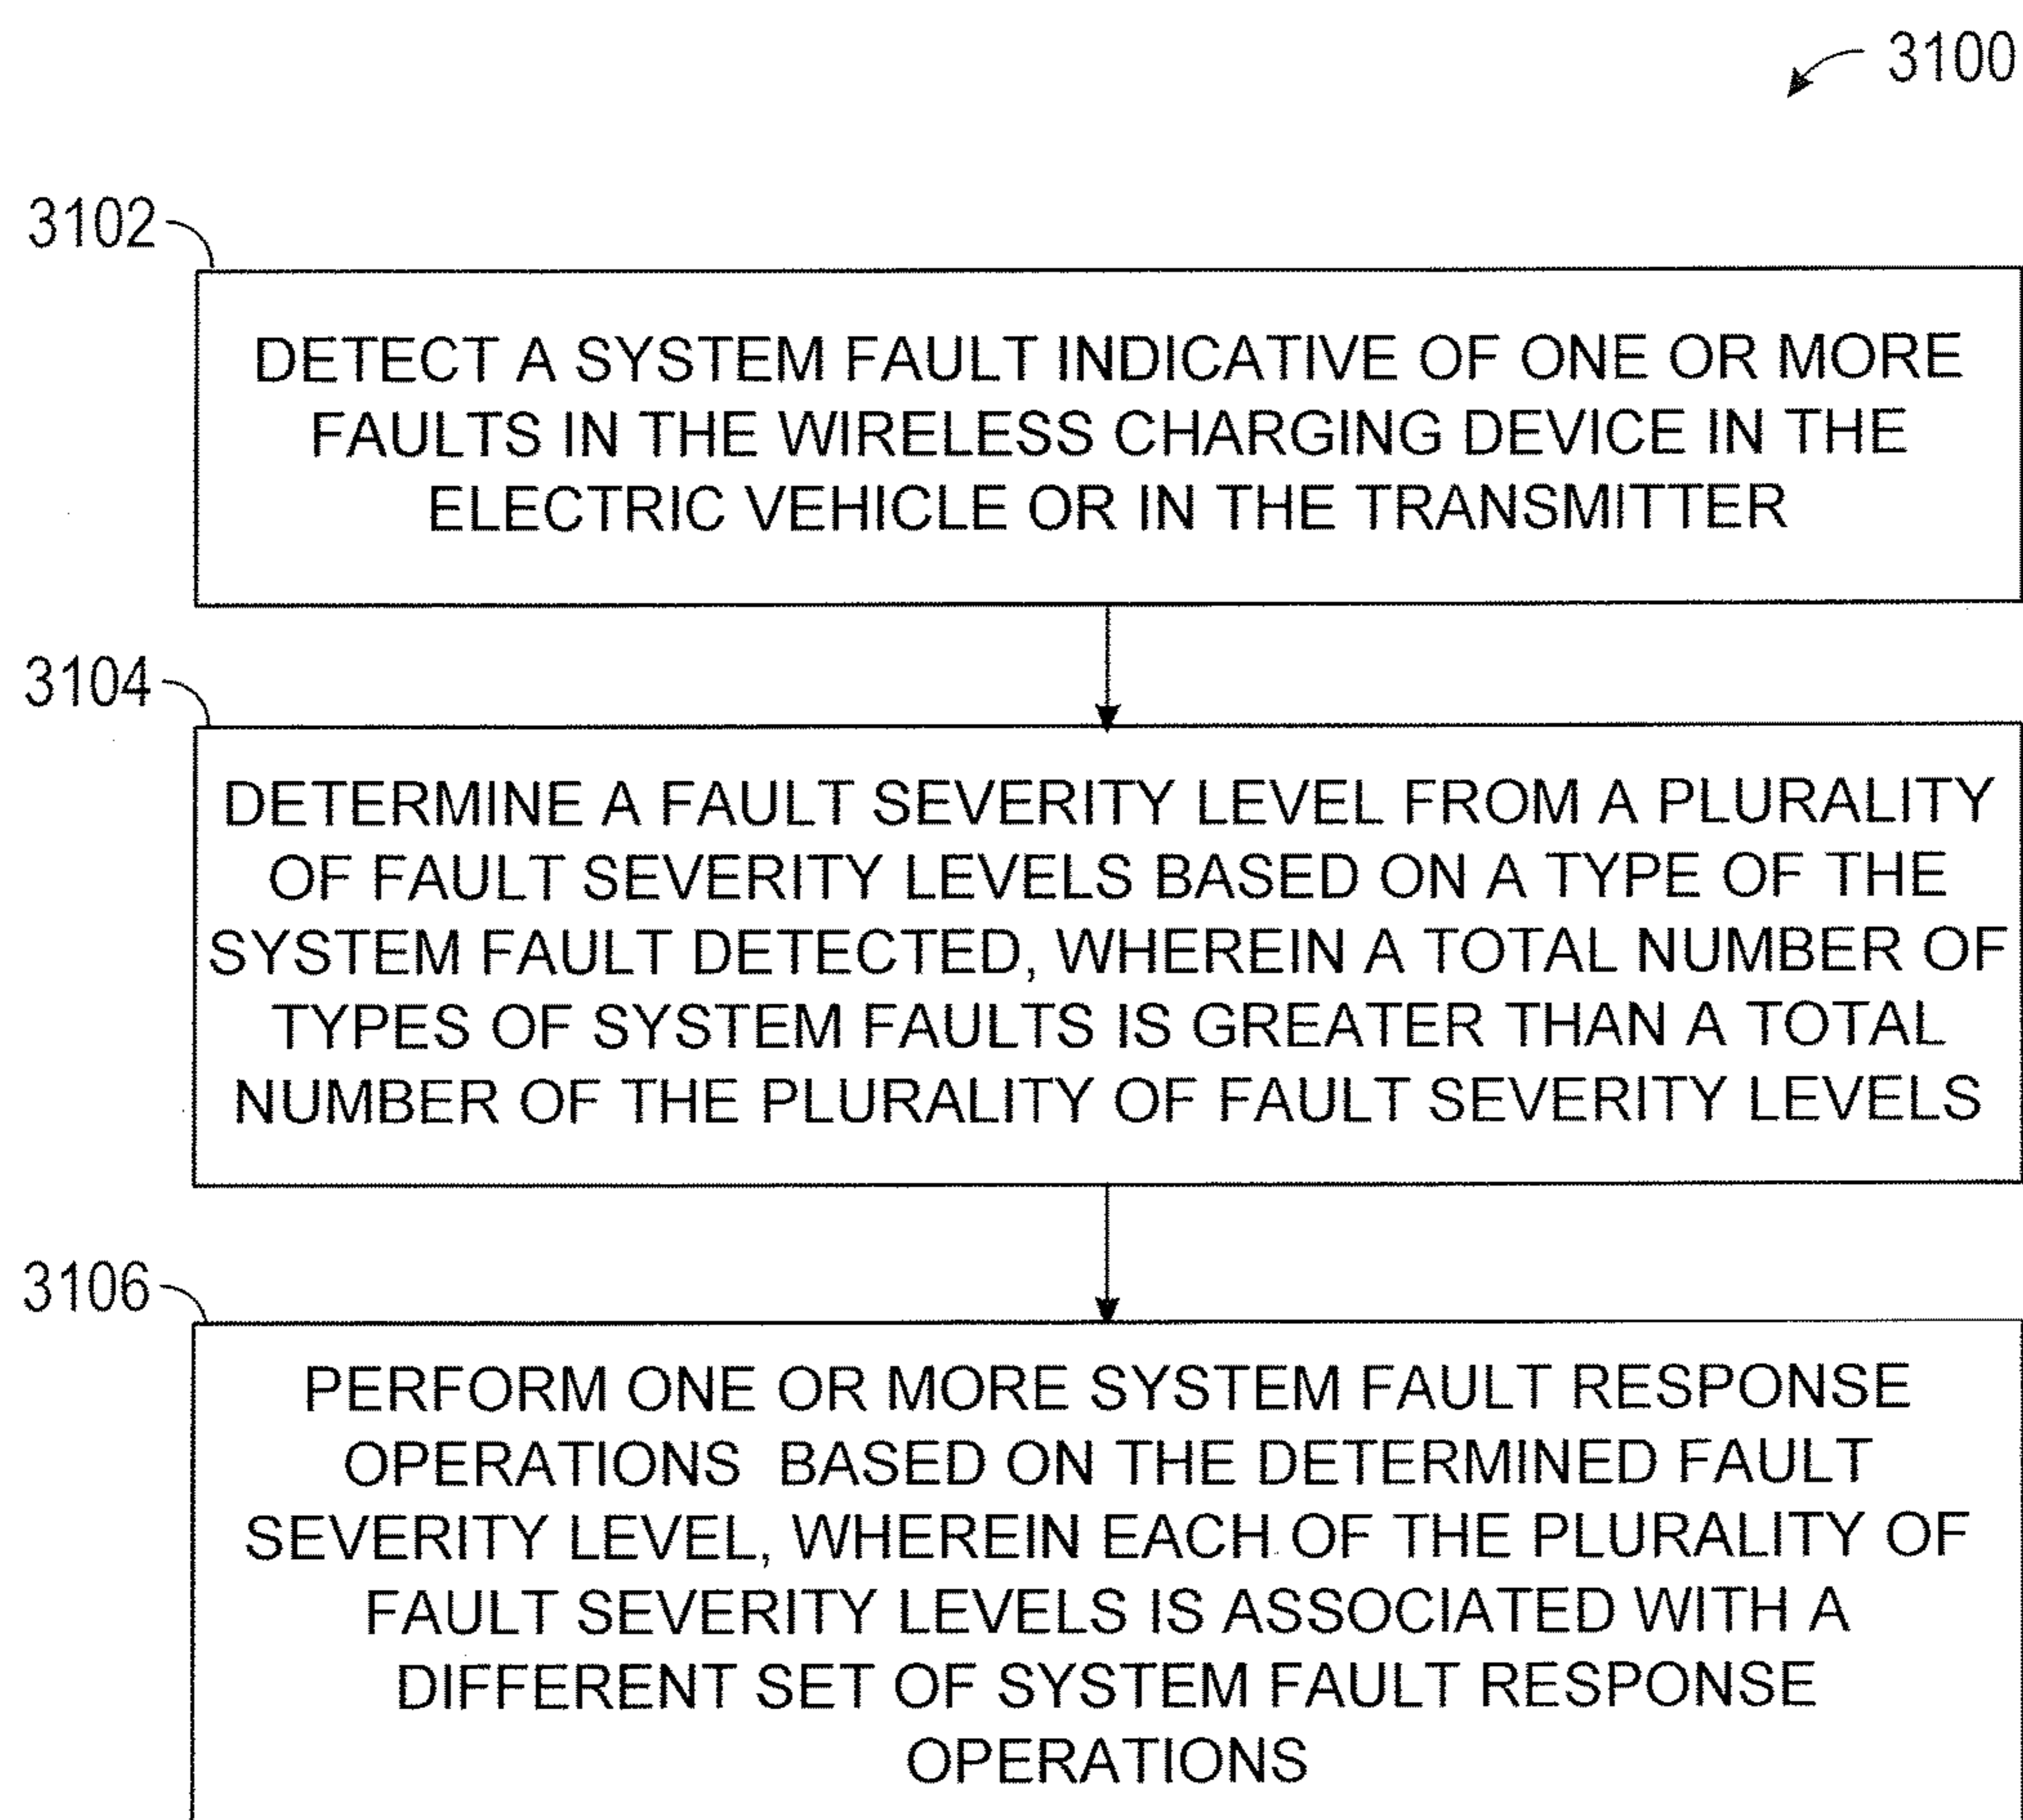 3100
3102
DETECT A SYSTEM FAULT INDICATIVE OF ONE OR MORE
FAULTS IN THE WIRELESS CHARGING DEVICE IN THE
ELECTRIC VEHICLE OR IN THE TRANSMITTER
3104
DETERMINE A FAULT SEVERITY LEVEL FROM A PLURALITY
OF FAULT SEVERITY LEVELS BASED ON A TYPE OF THE
SYSTEM FAULT DETECTED, WHEREIN A TOTAL NUMBER OF
TYPES OF SYSTEM FAULTS IS GREATER THAN A TOTAL
NUMBER OF THE PLURALITY OF FAULT SEVERITY LEVELS
3106
PERFORM ONE OR MORE SYSTEM FAULT RESPONSE
OPERATIONS BASED ON THE DETERMINED FAULT
SEVERITY LEVEL, WHEREIN EACH OF THE PLURALITY OF
FAULT SEVERITY LEVELS IS ASSOCIATED WITH A
DIFFERENT SET OF SYSTEM FAULT RESPONSE
OPERATIONS